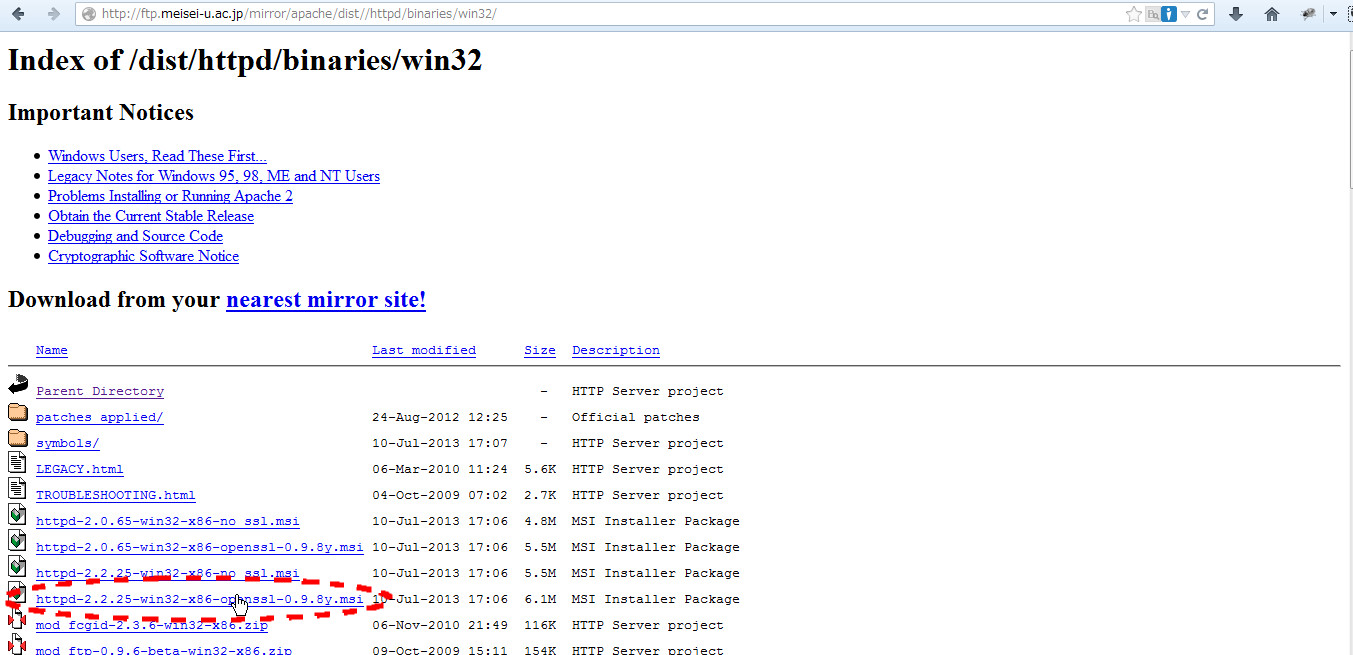 http://ftp.meisei-u.ac.jp/mirror/apache/dist//httpd/binaries/win32/
Index of /dist/httpd/binaries/win32
Important Notices
Windows Users, Read These First...
Legacy Notes for Windows 95, 98, ME and NT Users
Problems Installing or Running Apache 2
Obtain the Current Stable Release
Debugging and Source Code
Cryptographic Software Notice
Download from your nearest mirror site!
Name Last modified Size Description
Parent Directory - HTTP Server project
patches_applied/ 24-Aug-2012 12:25 - Official patches
symbols/ 10-Jul-2013 17:07 - HTTP Server project
LEGACY.html 06-Mar-2010 11:24 5.6K HTTP Server project
TROUBLESHOOTING.html 04-Oct-2009 07:02 2.7K HTTP Server project
httpd-2.0.65-win32-x86-no_ssl.msi 10-Jul-2013 17:06 4.8M MSI Installer Package
httpd-2.0.65-win32-x86-openssl-0.9.8y.msi 10-Jul-2013 17:06 5.5M MSI Installer Package
httpd-2.2.25-win32-x86-no_ssl.msi 10-Jul-2013 17:06 5.5M MSI Installer Package
httpd-2.2.25-win32-x86-openssl-0.9.8y.msi 10-Jul-2013 17:06 6.1M MSI Installer Package
mod_fcgid-2.3.6-win32-x86.zip 06-Nov-2010 21:49 116K HTTP Server project
mod_ftp-0.9.6-beta-win32-x86.zip 09-Oct-2009 15:11 154K HTTP Server project